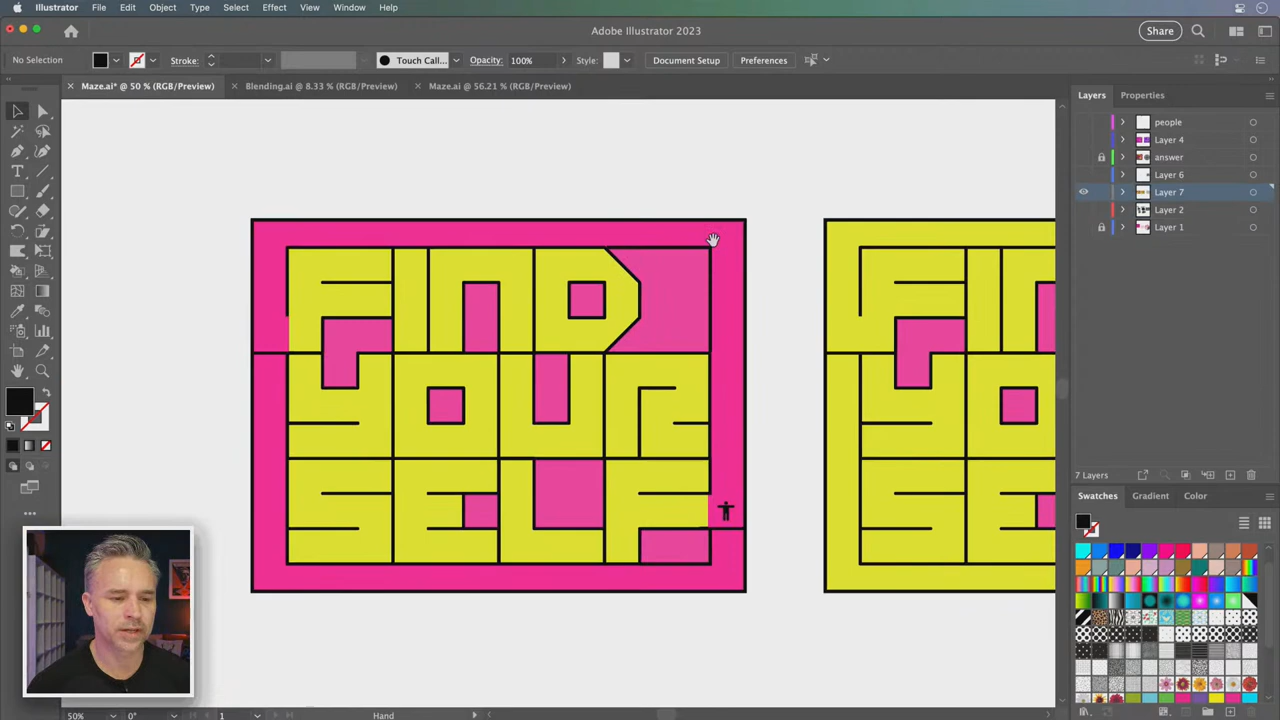 Illustrator File Edit Object Type Select Effect View Window Help
Adobe Illustrator 2023
Share
No Selection
Stroke:
Touch Call...
Opacity: 100%
Style:
Document Setup
Preferences
Maze.ai* @ 50 % (RGB/Preview)
Blending.ai @ 8.33 % (RGB/Preview)
Maze.ai @ 56.21 % (RGB/Preview)
Layers
Properties
people
Layer 4
answer
Layer 6
Layer 7
Layer 2
Layer 1
FIND
YOUR
SELF
7 Layers
Swatches
Gradient
Color
50%
0°
1
Hand